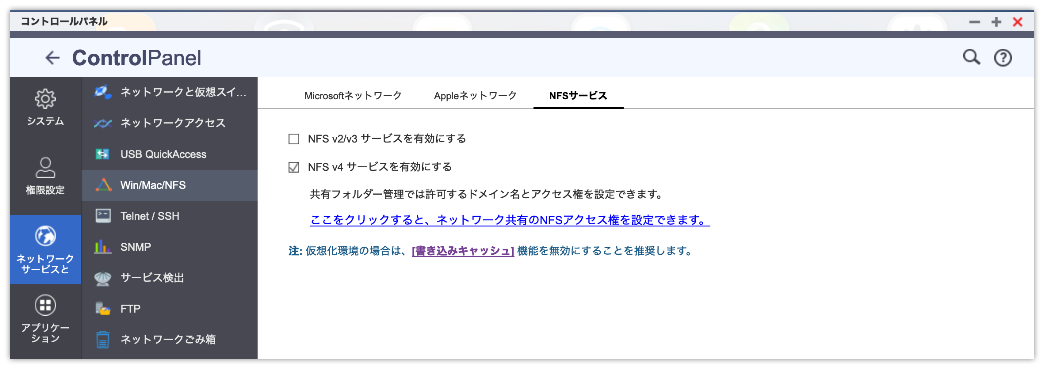 コントロールパネル
ControlPanel
システム
権限設定
ネットワーク
サービスと
アプリケー
ション
ネットワークと仮想スイ...
ネットワークアクセス
USB QuickAccess
Win/Mac/NFS
Telnet / SSH
SNMP
サービス検出
FTP
ネットワークごみ箱
Microsoftネットワーク
Appleネットワーク
NFSサービス
NFS v2/v3 サービスを有効にする
NFS v4 サービスを有効にする
共有フォルダー管理では許可するドメイン名とアクセス権を設定できます。
ここをクリックすると、ネットワーク共有のNFSアクセス権を設定できます。
注: 仮想化環境の場合は、[書き込みキャッシュ] 機能を無効にすることを推奨します。